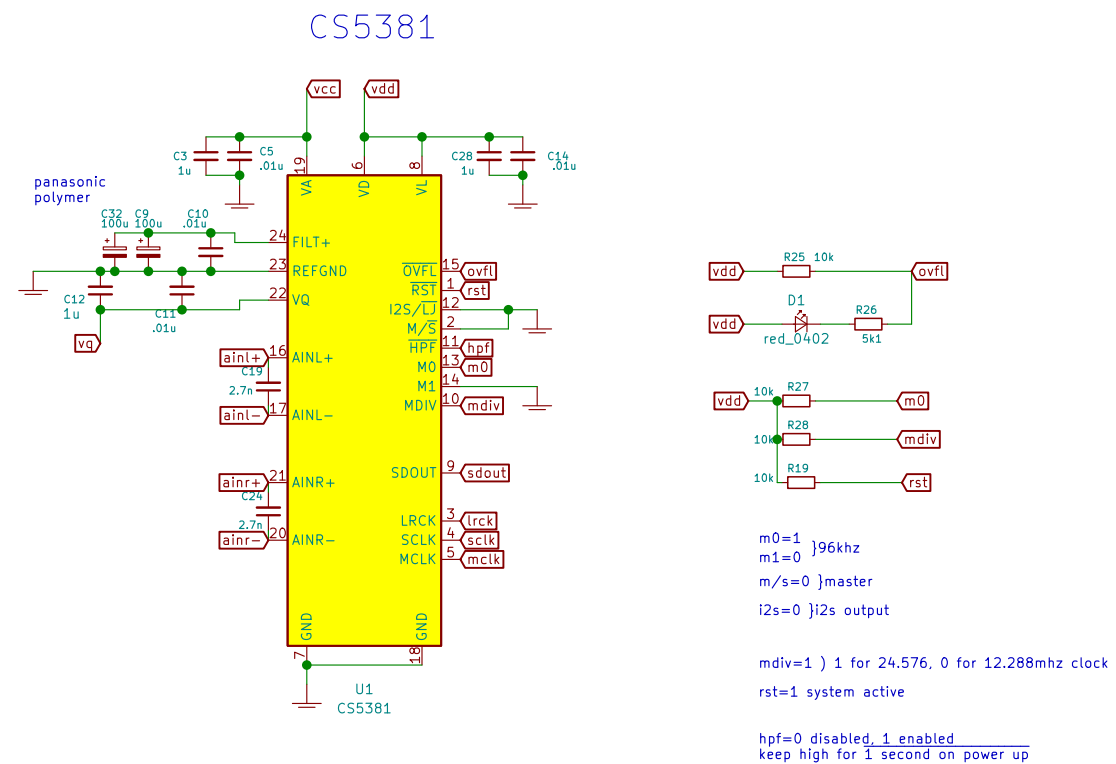 CS5381
vcc
vdd
C3
1u
C5
.01u
C28
1u
C14
.01u
19
6
8
VA
VD
VL
panasonic
polymer
C32
100u
C9
100u
C10
.01u
24
FILT+
23
REFGND
22
VQ
C12
1u
C11
.01u
vq
ainl+
16
AINL+
C19
2.7n
ainl-
17
AINL-
ainr+
21
AINR+
C24
2.7n
ainr-
20
AINR-
OVFL
15
ovfl
RST
1
rst
I2S/LJ
12
M/S
2
HPF
11
hpf
M0
13
m0
M1
14
MDIV
10
mdiv
SDOUT
9
sdout
LRCK
3
lrck
SCLK
4
sclk
MCLK
5
mclk
GND
GND
7
18
U1
CS5381
R25 10k
vdd
ovfl
D1
vdd
red_0402
R26
5k1
10k
R27
vdd
m0
R28
10k
mdiv
R19
10k
rst
m0=1
m1=0
}96khz
m/s=0 }master
i2s=0 }i2s output
mdiv=1 ) 1 for 24.576, 0 for 12.288mhz clock
rst=1 system active
hpf=0 disabled, 1 enabled
keep high for 1 second on power up